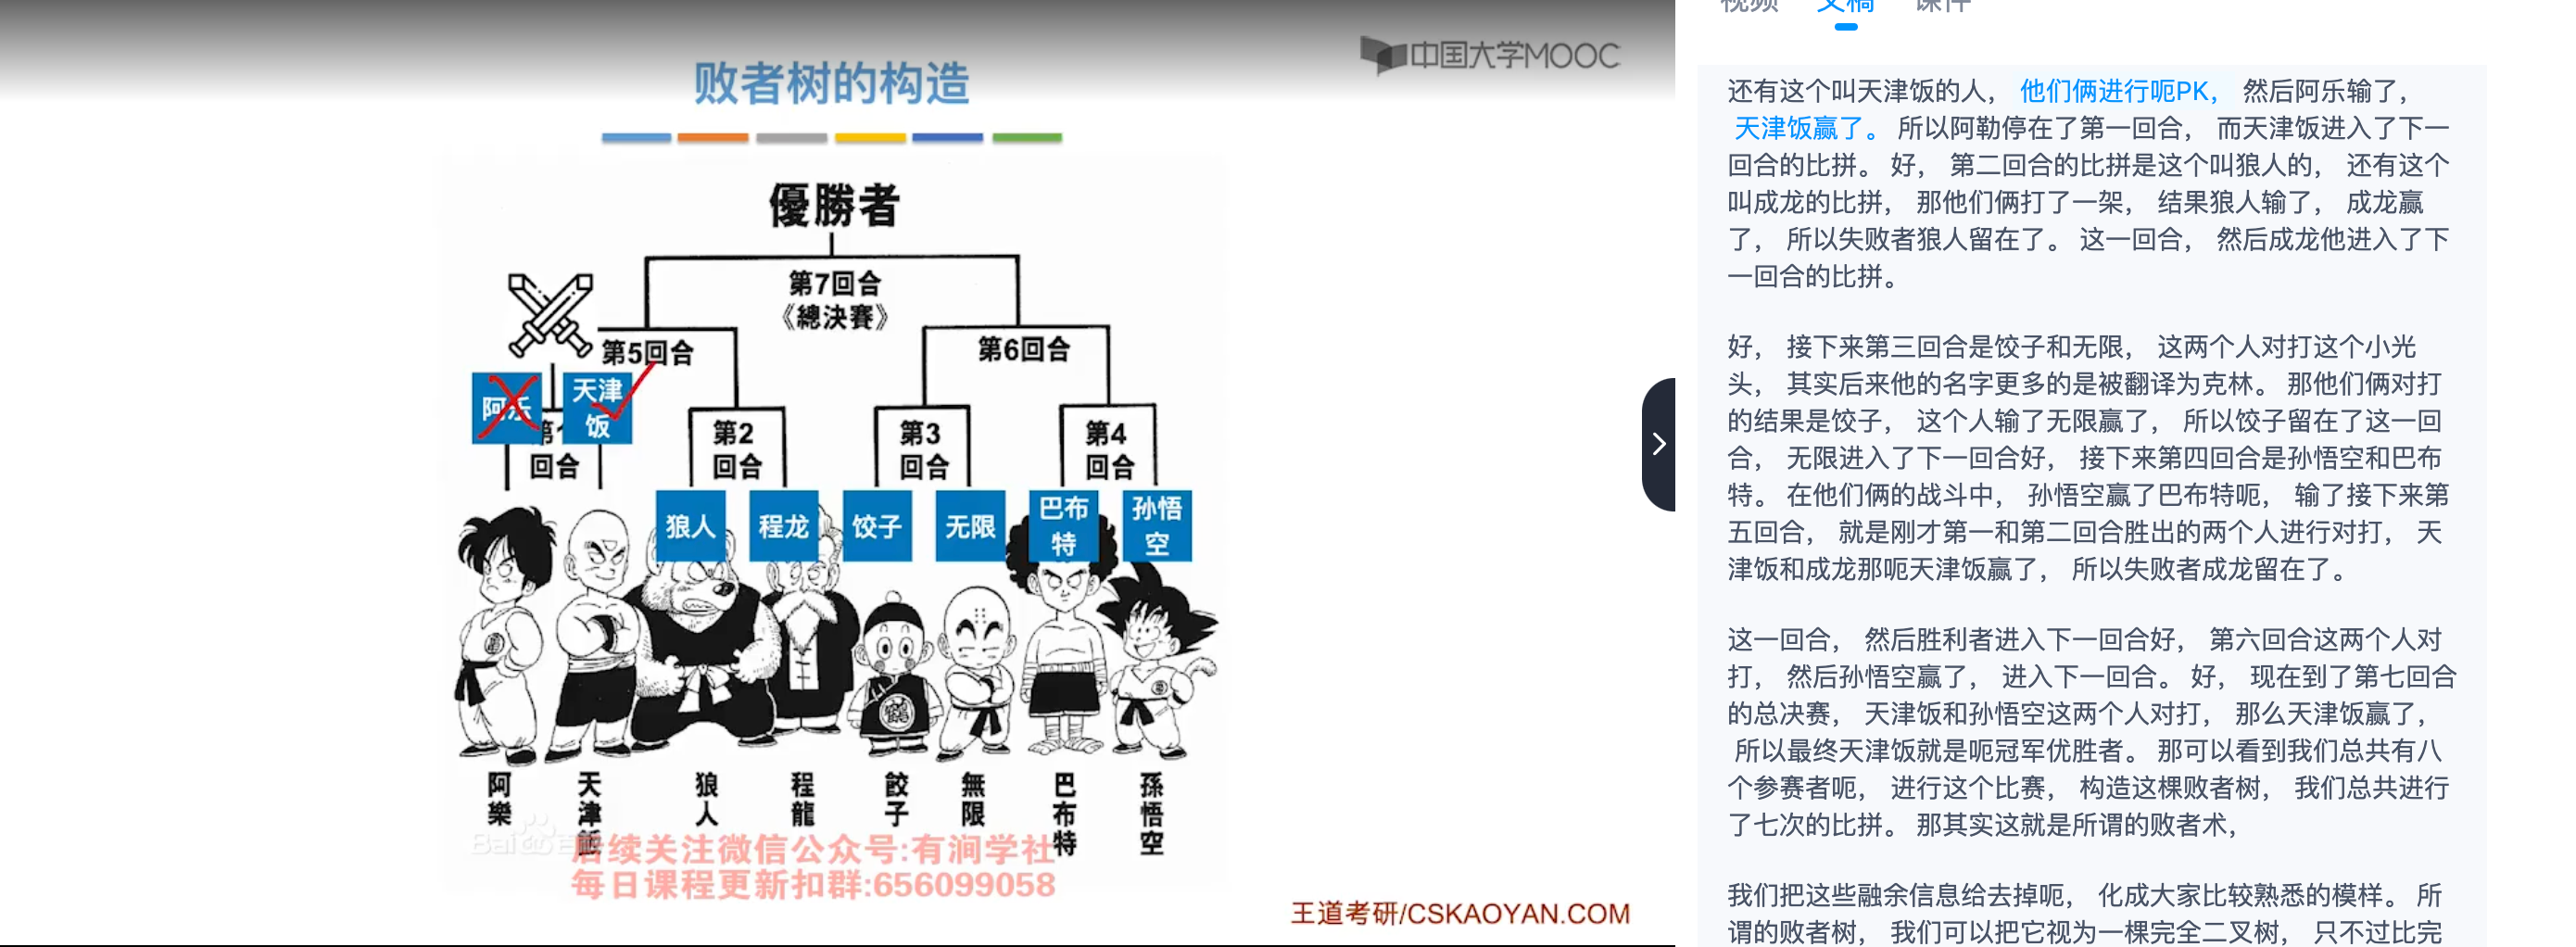 败者树的构造
中国大学MOOC
優勝者
第7回合
《總決賽》
第5回合
第6回合
阿乐
天津
饭
回合
第2
回合
第3
回合
第4
回合
狼人
程龙
饺子
无限
巴布
特
孙悟
空
阿樂
天津飯
狼人
程龍
餃子
無限
巴布特
孫悟空
后续关注微信公众号:有涧学社
每日课程更新扣群:656099058
王道考研/CSKAOYAN.COM
视频 文稿 课件
还有这个叫天津饭的人， 他们俩进行呃PK， 然后阿乐输了，
天津饭赢了。 所以阿勒停在了第一回合， 而天津饭进入了下一
回合的比拼。 好， 第二回合的比拼是这个叫狼人的， 还有这个
叫成龙的比拼， 那他们俩打了一架， 结果狼人输了， 成龙赢
了， 所以失败者狼人留在了。 这一回合， 然后成龙他进入了下
一回合的比拼。
好， 接下来第三回合是饺子和无限， 这两个人对打这个小光
头， 其实后来他的名字更多的是被翻译为克林。 那他们俩对打
的结果是饺子， 这个人输了无限赢了， 所以饺子留在了这一回
合， 无限进入了下一回合好， 接下来第四回合是孙悟空和巴布
特。 在他们俩的战斗中， 孙悟空赢了巴布特呃， 输了接下来第
五回合， 就是刚才第一和第二回合胜出的两个人进行对打， 天
津饭和成龙那呃天津饭赢了， 所以失败者成龙留在了。
这一回合， 然后胜利者进入下一回合好， 第六回合这两个人对
打， 然后孙悟空赢了， 进入下一回合。 好， 现在到了第七回合
的总决赛， 天津饭和孙悟空这两个人对打， 那么天津饭赢了，
所以最终天津饭就是呃冠军优胜者。 那可以看到我们总共有八
个参赛者呃， 进行这个比赛， 构造这棵败者树， 我们总共进行
了七次的比拼。 那其实这就是所谓的败者术，
我们把这些融余信息给去掉呃， 化成大家比较熟悉的模样。 所
谓的败者树， 我们可以把它视为一棵完全二叉树， 只不过比完